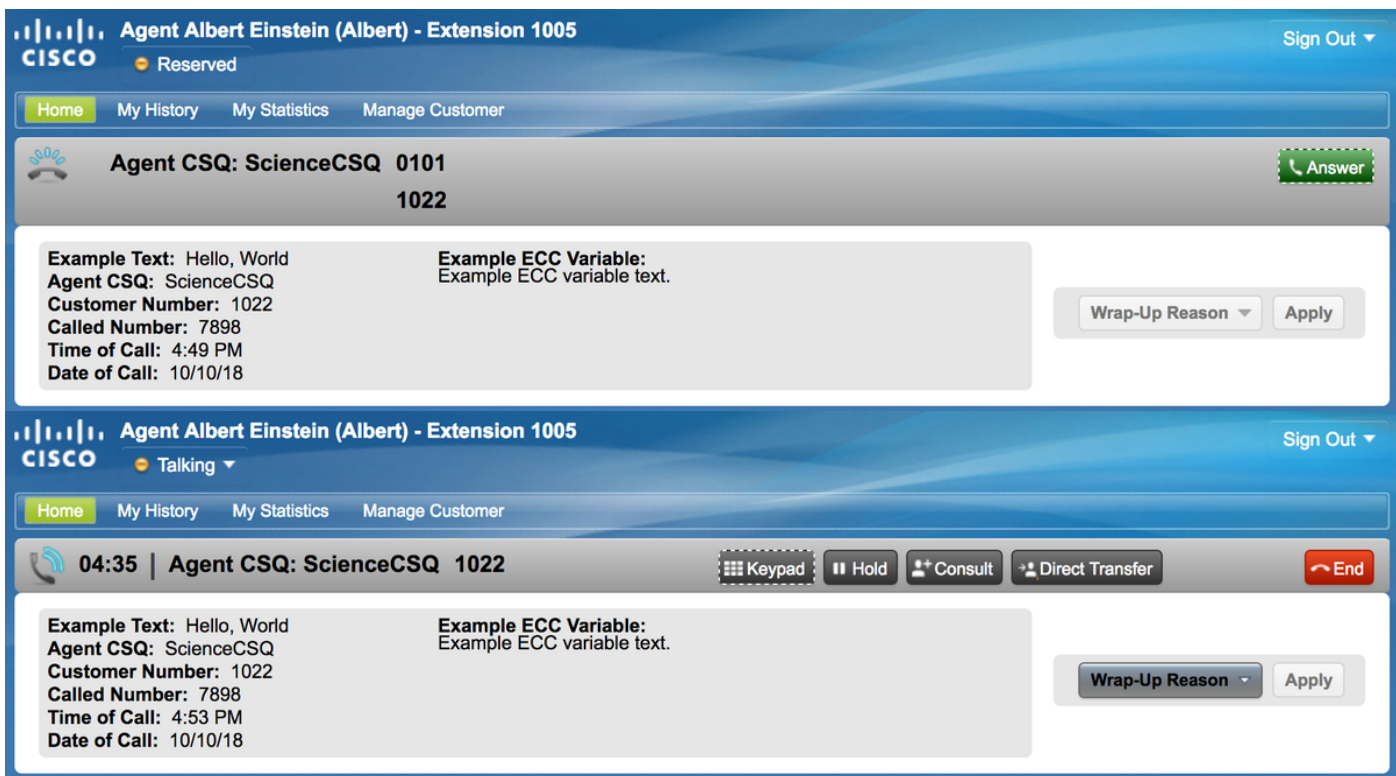 Agent Albert Einstein (Albert) - Extension 1005
Sign Out
CISCO
Reserved
Home My History My Statistics Manage Customer
Agent CSQ: ScienceCSQ 0101
Answer
1022
Example Text: Hello, World
Example ECC Variable:
Example ECC variable text.
Agent CSQ: ScienceCSQ
Customer Number: 1022
Called Number: 7898
Time of Call: 4:49 PM
Date of Call: 10/10/18
Wrap-Up Reason Apply
Agent Albert Einstein (Albert) - Extension 1005
Sign Out
CISCO
Talking
Home My History My Statistics Manage Customer
04:35 | Agent CSQ: ScienceCSQ 1022 Keypad Hold Consult Direct Transfer End
Example Text: Hello, World
Example ECC Variable:
Example ECC variable text.
Agent CSQ: ScienceCSQ
Customer Number: 1022
Called Number: 7898
Time of Call: 4:53 PM
Date of Call: 10/10/18
Wrap-Up Reason Apply